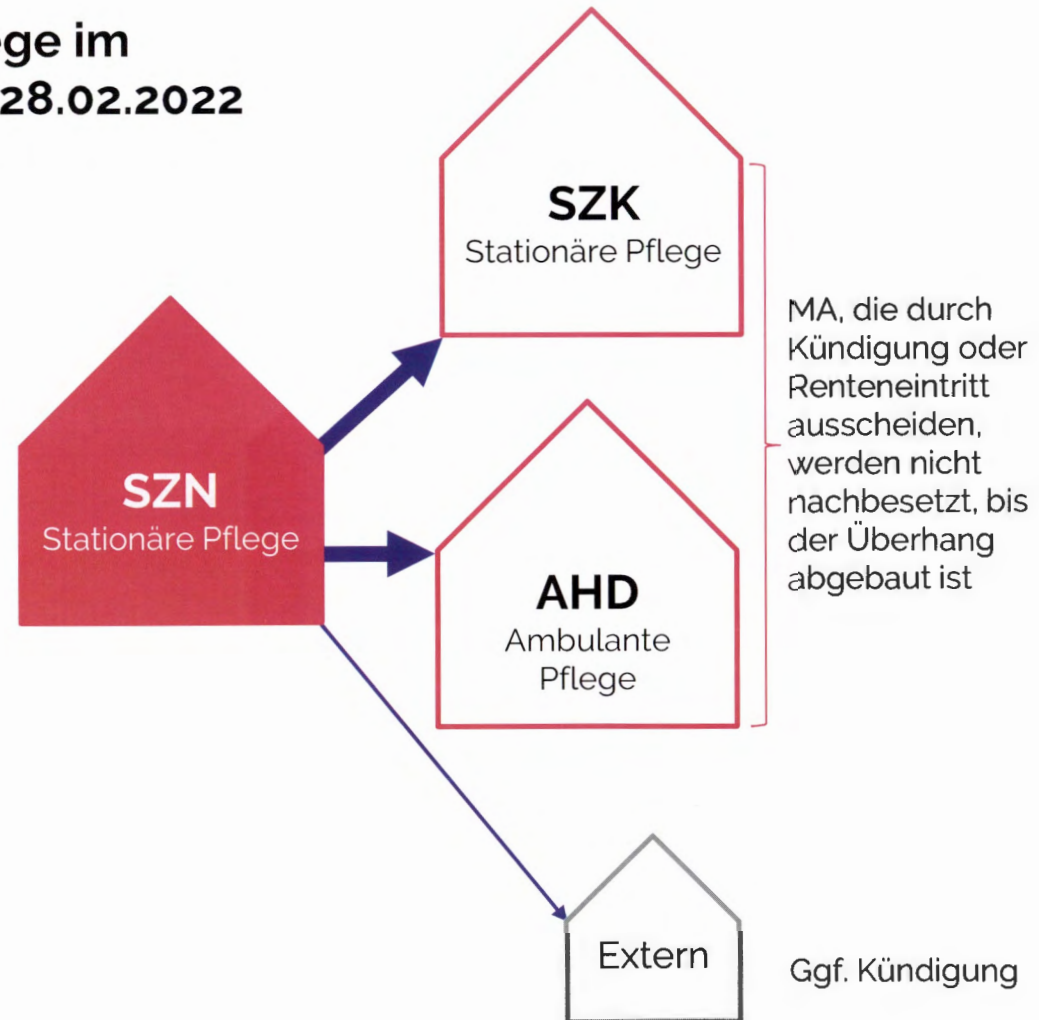 ge im
28.02.2022
SZK
Stationäre Pflege
MA, die durch
Kündigung oder
Renteneintritt
ausscheiden,
werden nicht
nachbesetzt, bis
der Überhang
abgebaut ist
SZN
Stationäre Pflege
AHD
Ambulante
Pflege
Extern
Ggf. Kündigung